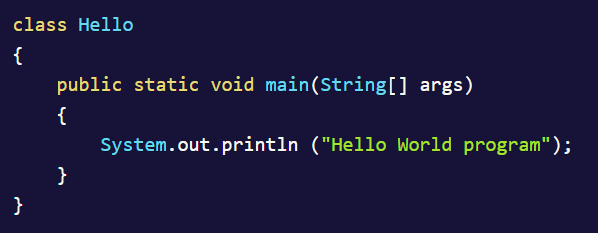 class Hello
{
    public static void main(String[] args)
    {
        System.out.println ("Hello World program");
    }
}